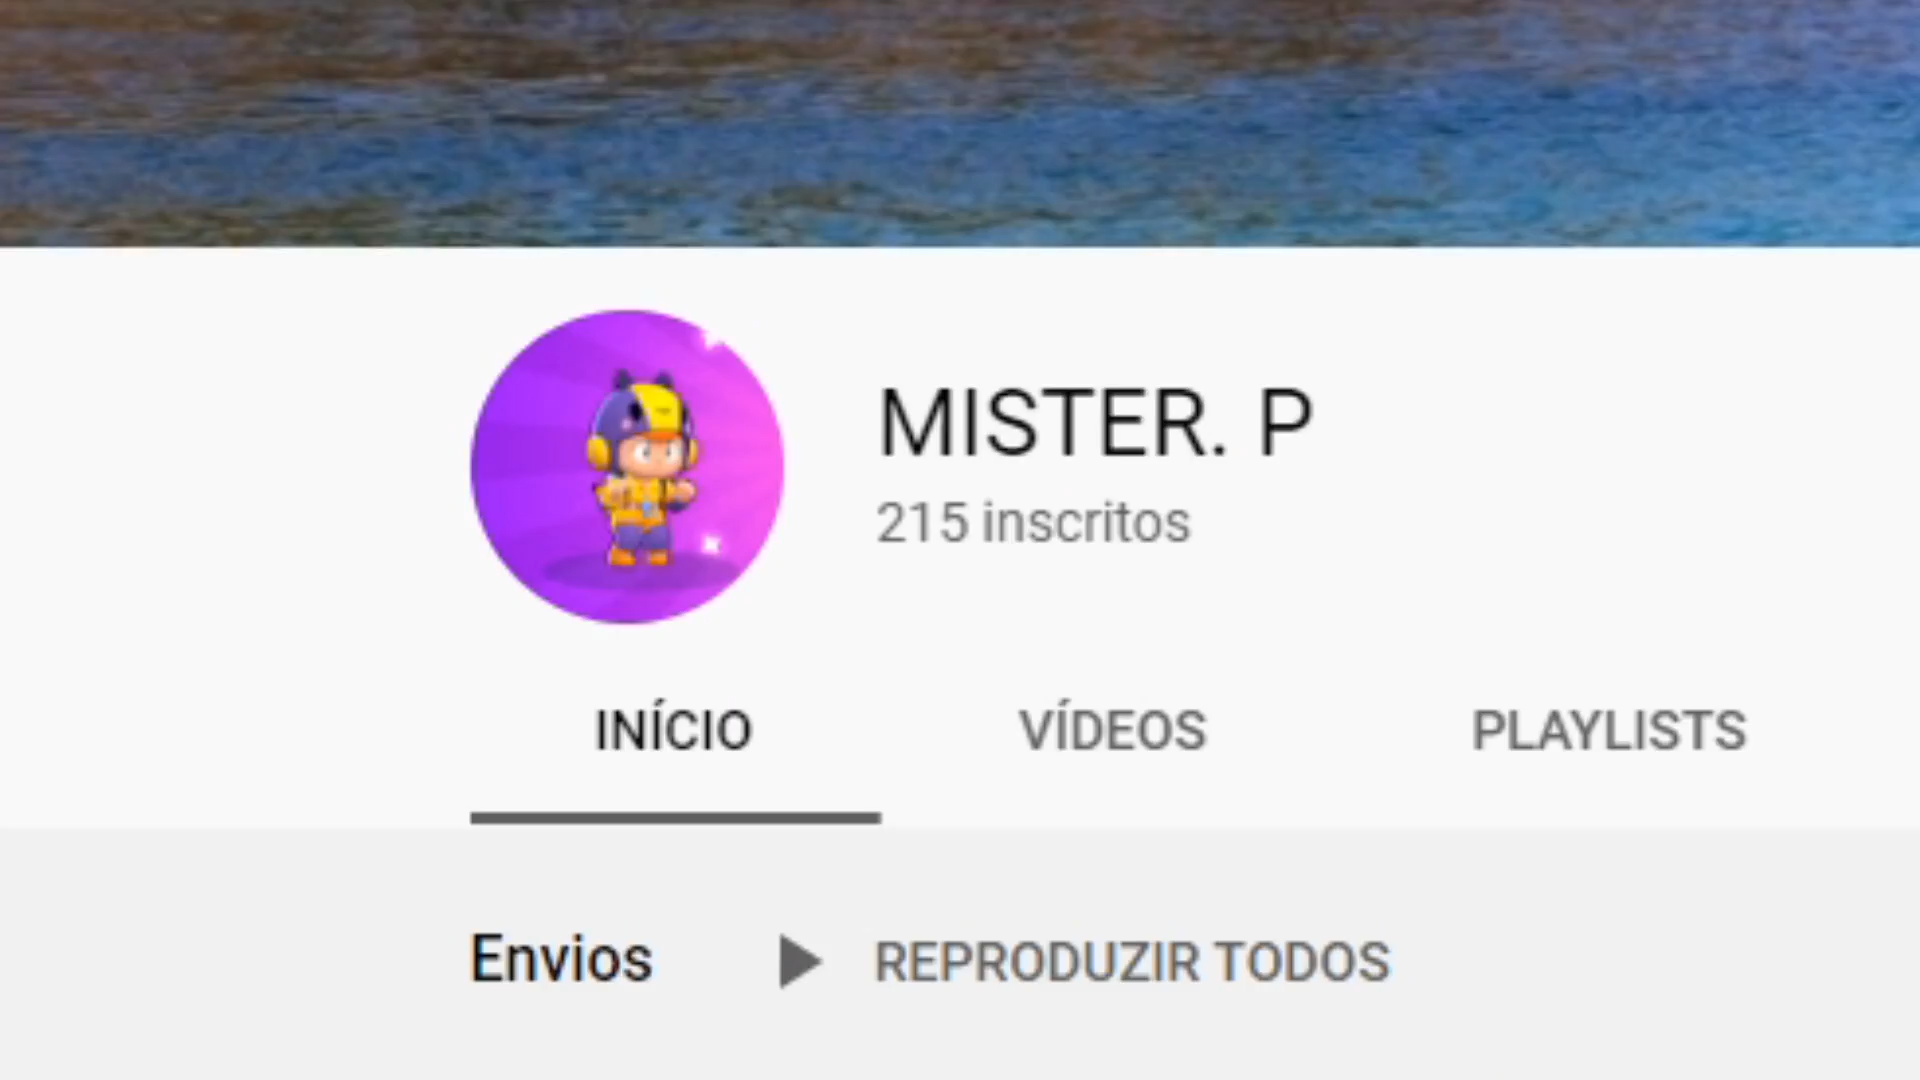 MISTER. P
215 inscritos
INÍCIO VÍDEOS PLAYLISTS
Envios REPRODUZIR TODOS